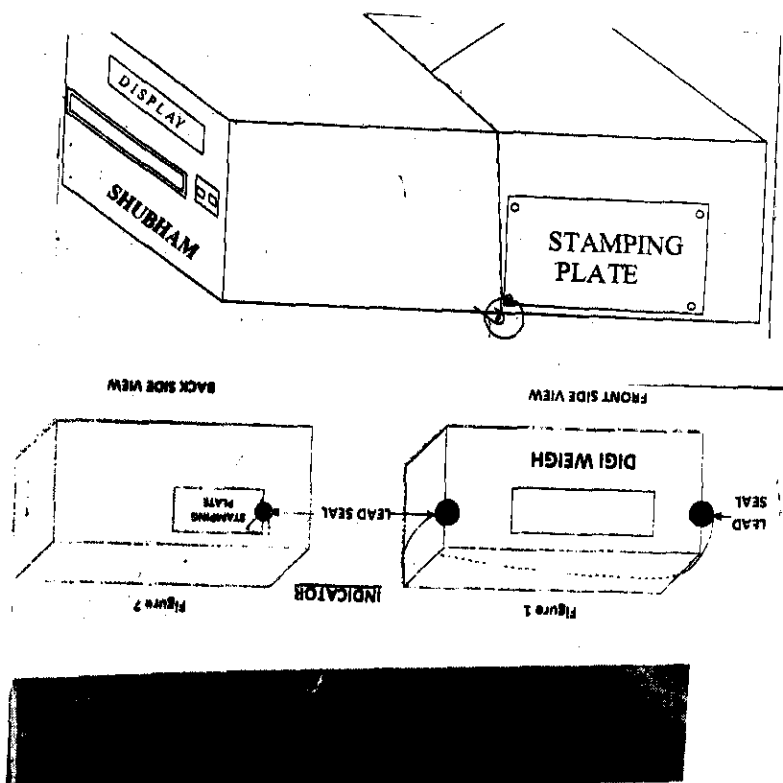 DISPLAY
SHUBHAM
STAMPING
PLATE
BACK SIDE VIEW
FRONT SIDE VIEW
DIGI WEIGH
STAMPING
PLATE
LEAD SEAL
LEAD
SEAL
INDICATOR
Figure 2
Figure 1